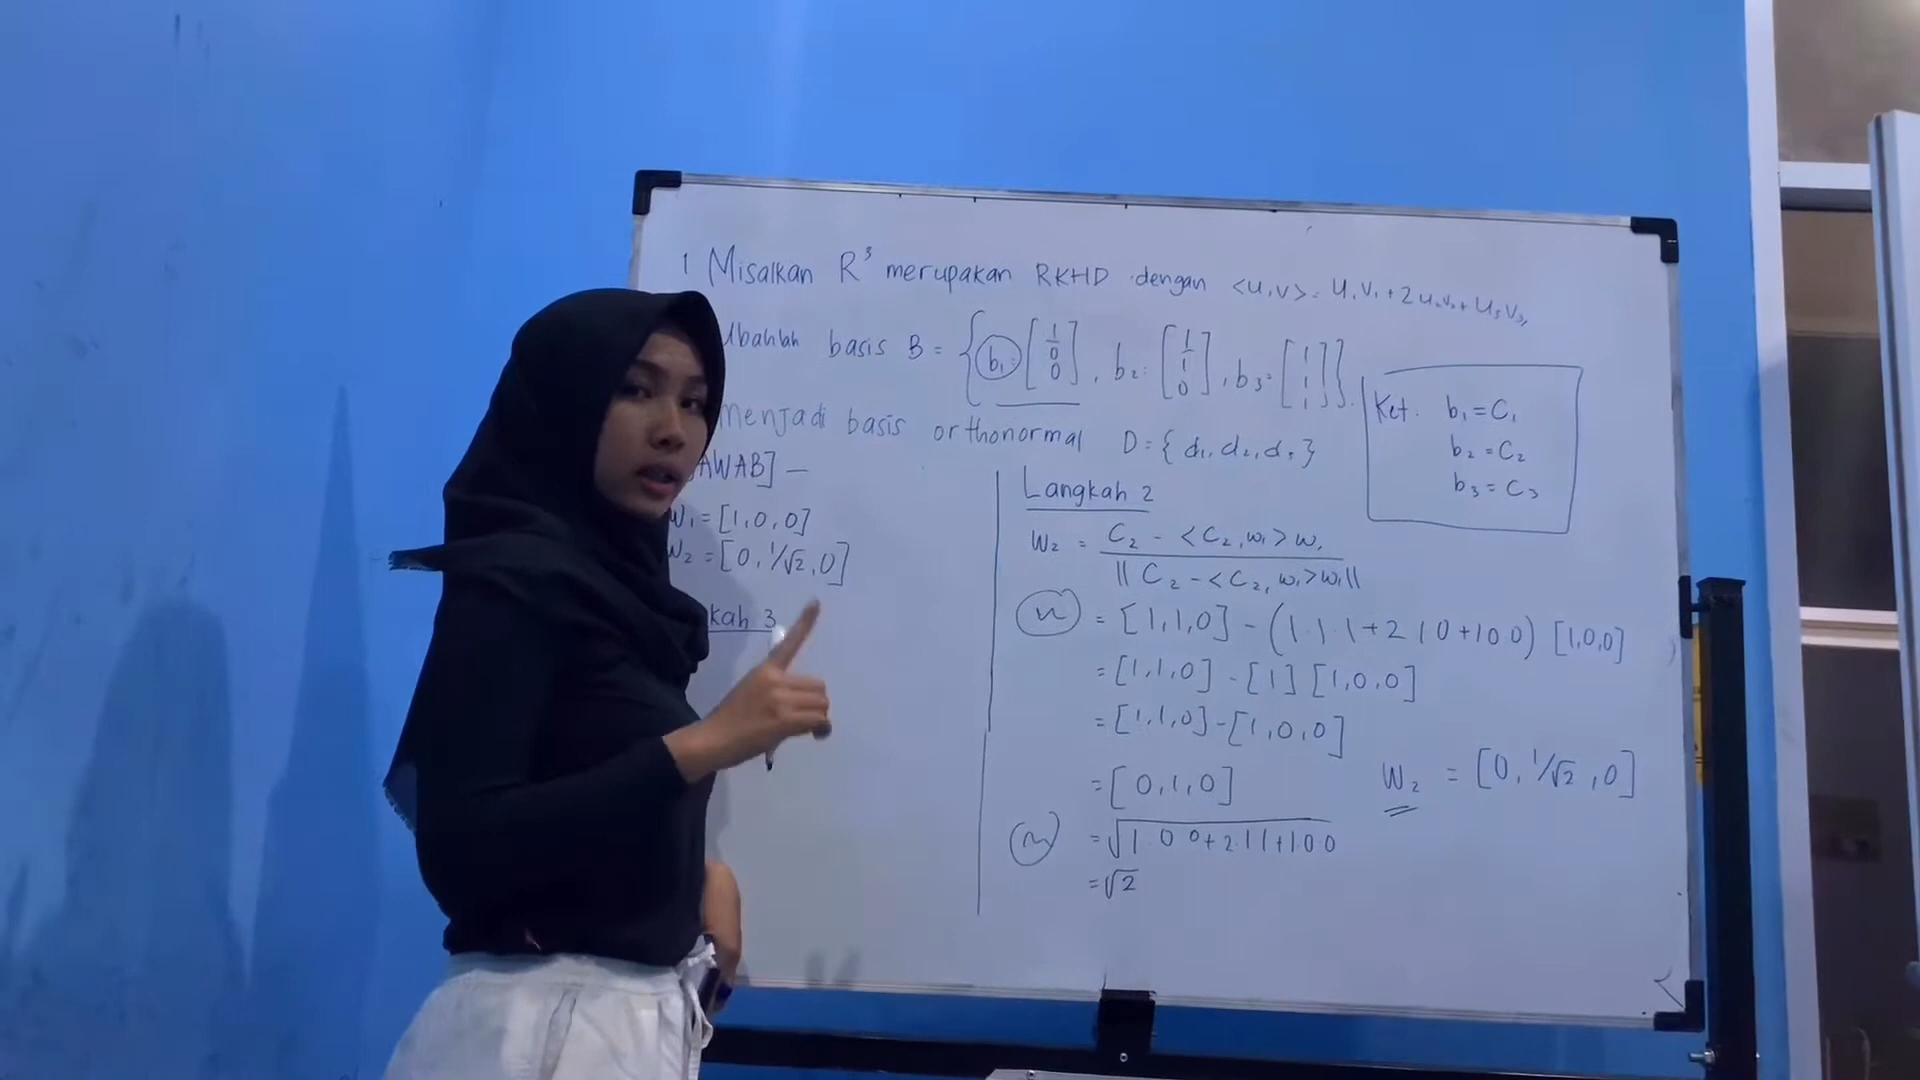 1 Misalkan R³ merupakan RKHD dengan <u,v> = u₁v₁ + 2u₂v₂ + u₃v₃,
Ubahlah basis B = { b₁ = [1 0 0], b₂ = [1 1 0], b₃ = [1 1 1] }.
menjadi basis orthonormal D = { d₁, d₂, d₃ }
Ket. b₁ = C₁
b₂ = C₂
b₃ = C₃
AWAB] –
w₁ = [1,0,0]
w₂ = [0, 1/√2, 0]
kah 3
Langkah 2
W₂ = C₂ - <C₂, w₁> w₁
|| C₂ - <C₂, w₁> w₁ ||
= [1,1,0] - (1.1.1 + 2 1 0 + 1 0 0) [1,0,0]
= [1,1,0] - [1] [1,0,0]
= [1,1,0] - [1,0,0]
= [0,1,0]
W₂ = [0, 1/√2, 0]
= √1 0 0 + 2.1 1 + 1.0 0
= √2